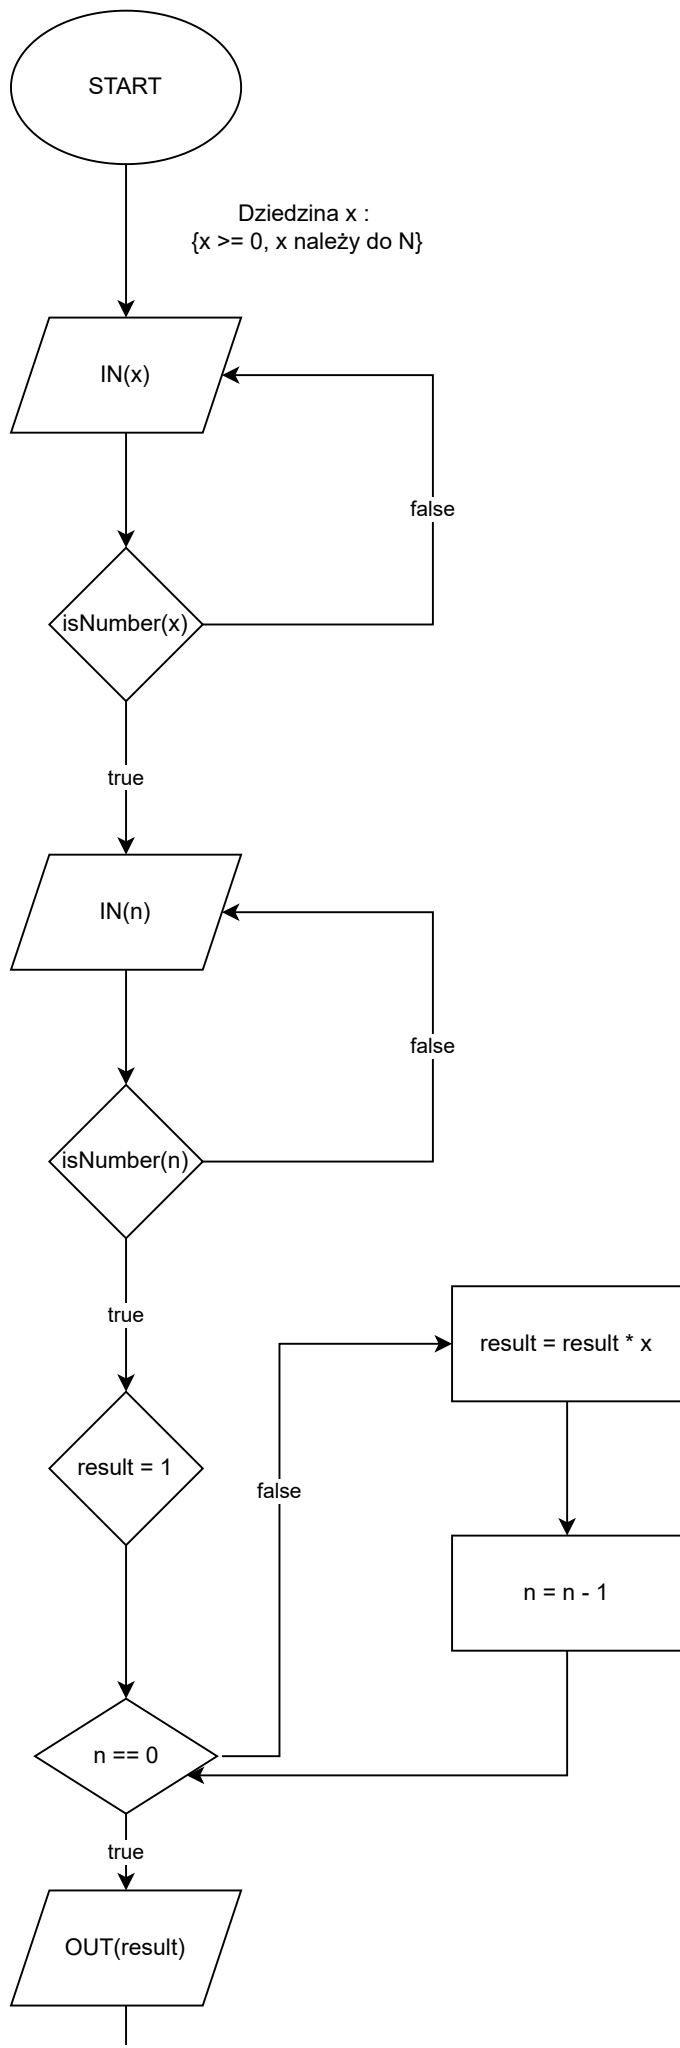 START
Dziedzina x :
{x >= 0, x należy do N}
IN(x)
false
isNumber(x)
true
IN(n)
false
isNumber(n)
true
result = result * x
result = 1
false
n = n - 1
n == 0
true
OUT(result)